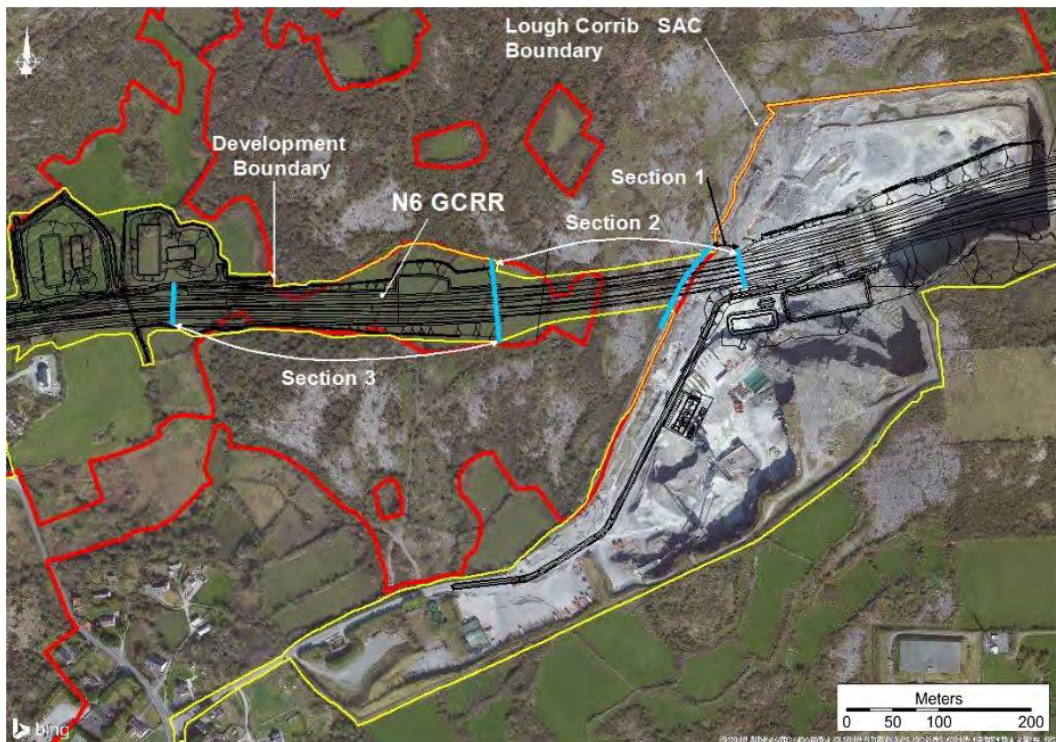 Lough Corrib SAC
Boundary
Development
Boundary
N6 GCRR
Section 1
Section 2
Section 3
Meters
0 50 100 200
bing